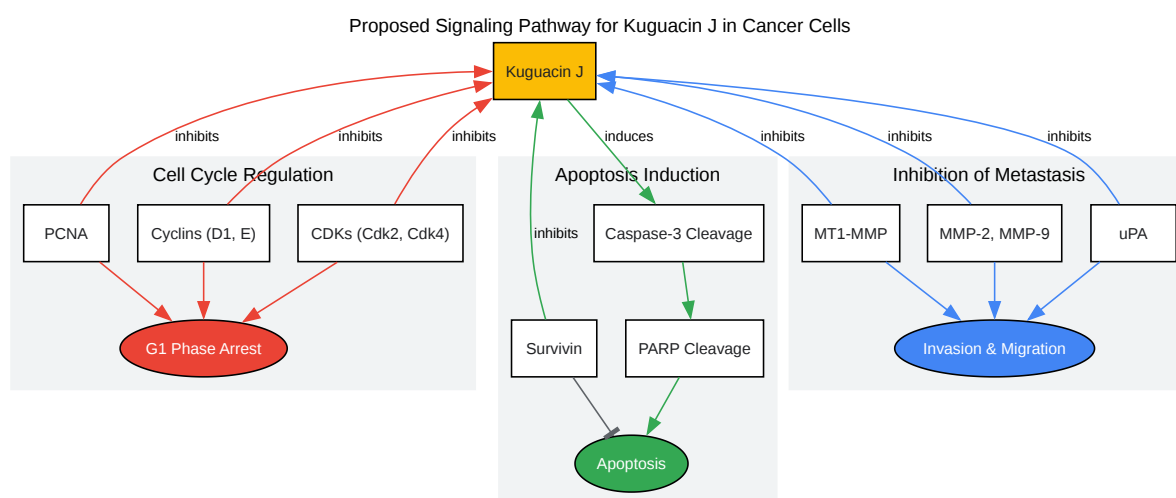 Proposed Signaling Pathway for Kuguacin J in Cancer Cells
Kuguacin J
inhibits
inhibits
inhibits
induces
inhibits
inhibits
inhibits
Cell Cycle Regulation
Apoptosis Induction
Inhibition of Metastasis
PCNA
Cyclins (D1, E)
CDKs (Cdk2, Cdk4)
inhibits
Caspase-3 Cleavage
MT1-MMP
MMP-2, MMP-9
uPA
G1 Phase Arrest
Survivin
PARP Cleavage
Invasion & Migration
Apoptosis